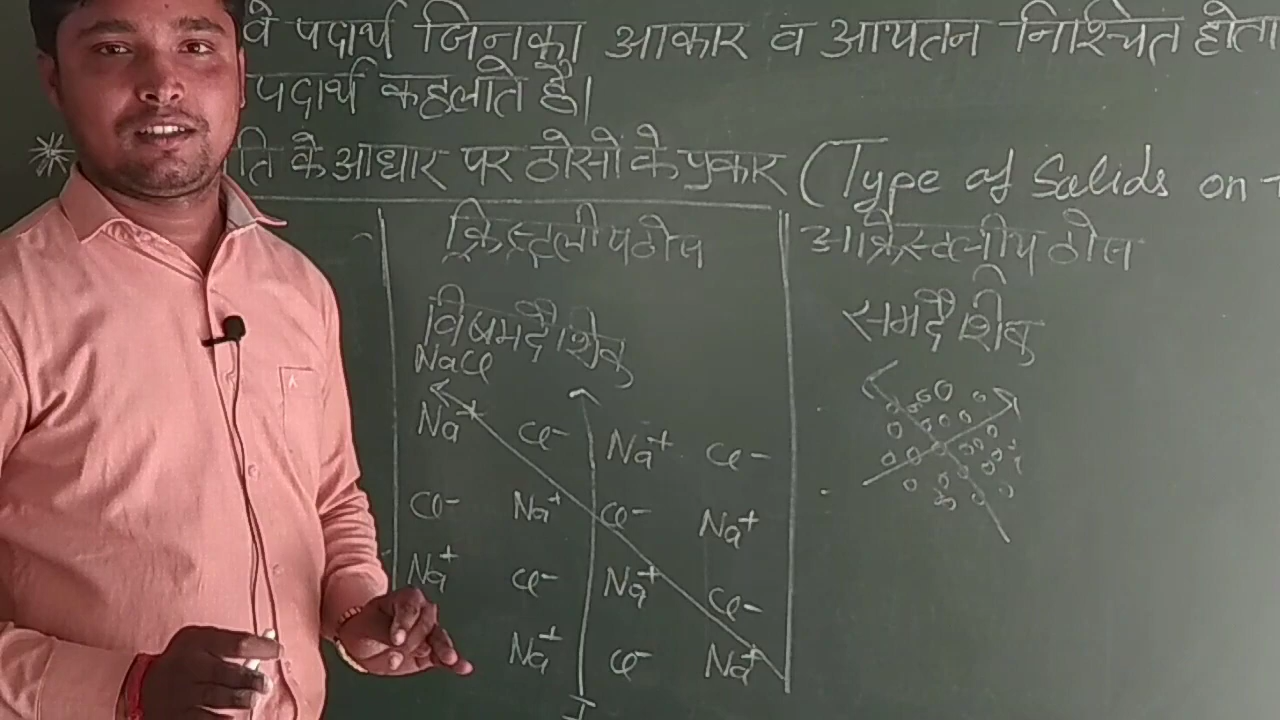 वे पदार्थ जिनका आकार व आयतन निश्चित होता
पदार्थ कहलाते है।
* ति के आधार पर ठोसो के प्रकार (Type of Solids on
क्रिस्टलीय ठोस
अक्रिस्टलीय ठोस
विषमदैशिक
समदैशिक
NaCl
Na+ Cl- Na+ Cl-
Cl- Na+ Cl- Na+
Na+ Cl- Na+ Cl-
Na+ Cl- Na+